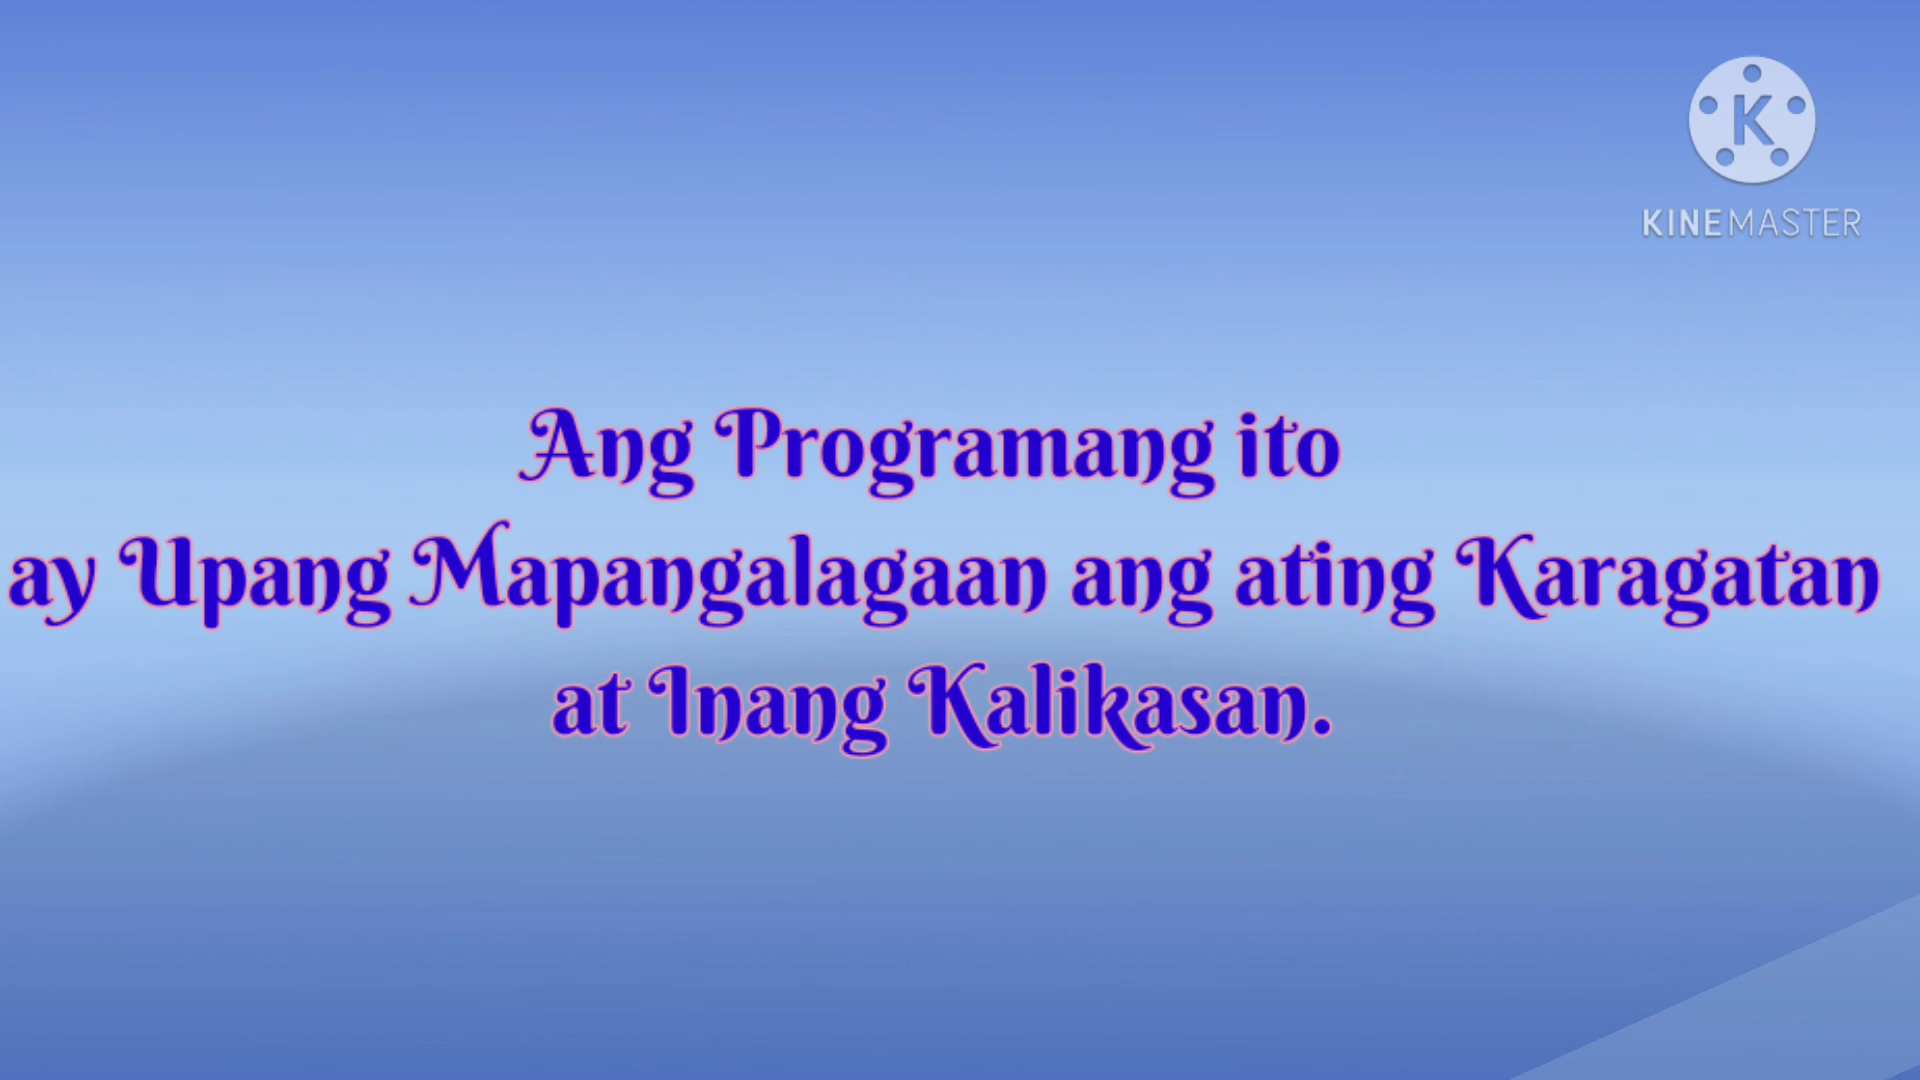 K
KINEMASTER
Ang Programang ito
ay Upang Mapangalagaan ang ating Karagatan
at Inang Kalikasan.